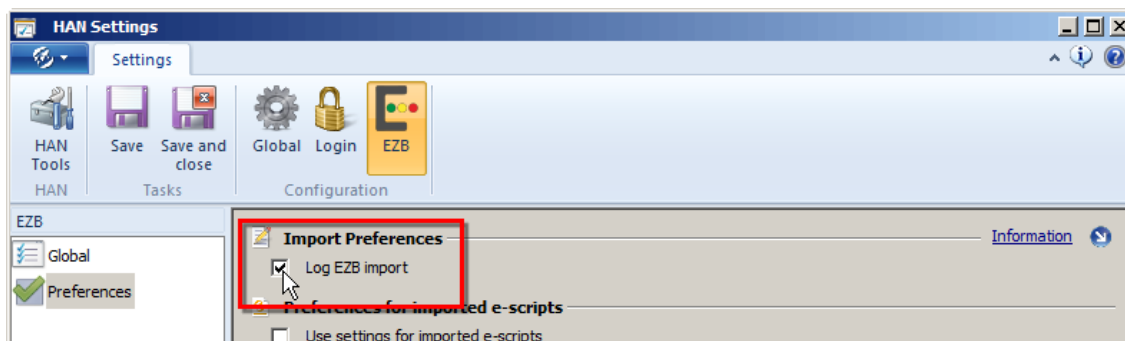 HAN Settings
Settings
HAN Tools
Save
Save and close
Global
Login
EZB
HAN
Tasks
Configuration
EZB
Global
Preferences
Import Preferences
Information
Log EZB import
Preferences for imported e-scripts
Use settings for imported e-scripts